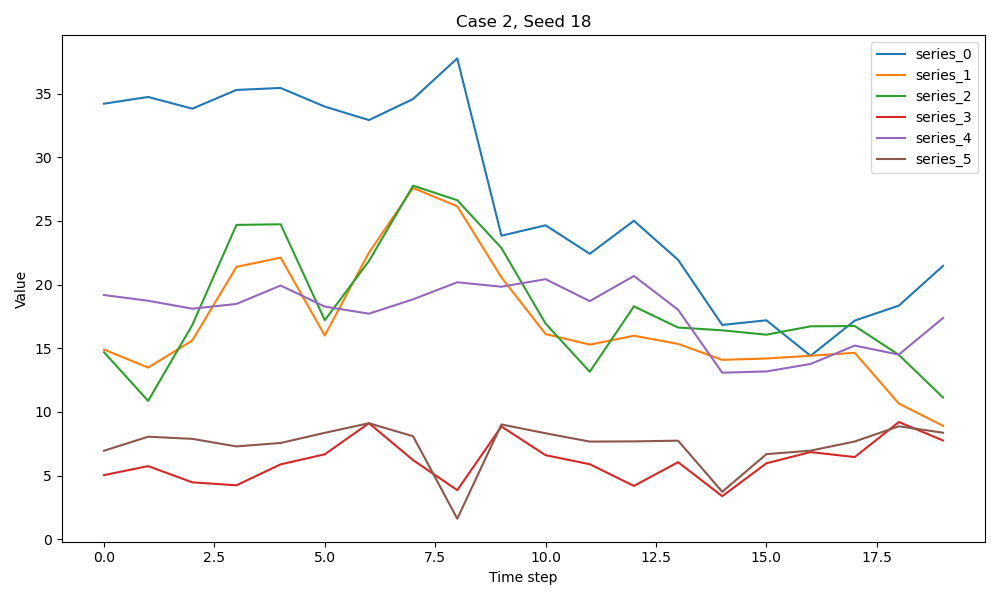 Case 2, Seed 18
series_0
series_1
series_2
series_3
series_4
series_5
Value
35
30
25
20
15
10
5
0
0.0 2.5 5.0 7.5 10.0 12.5 15.0 17.5
Time step